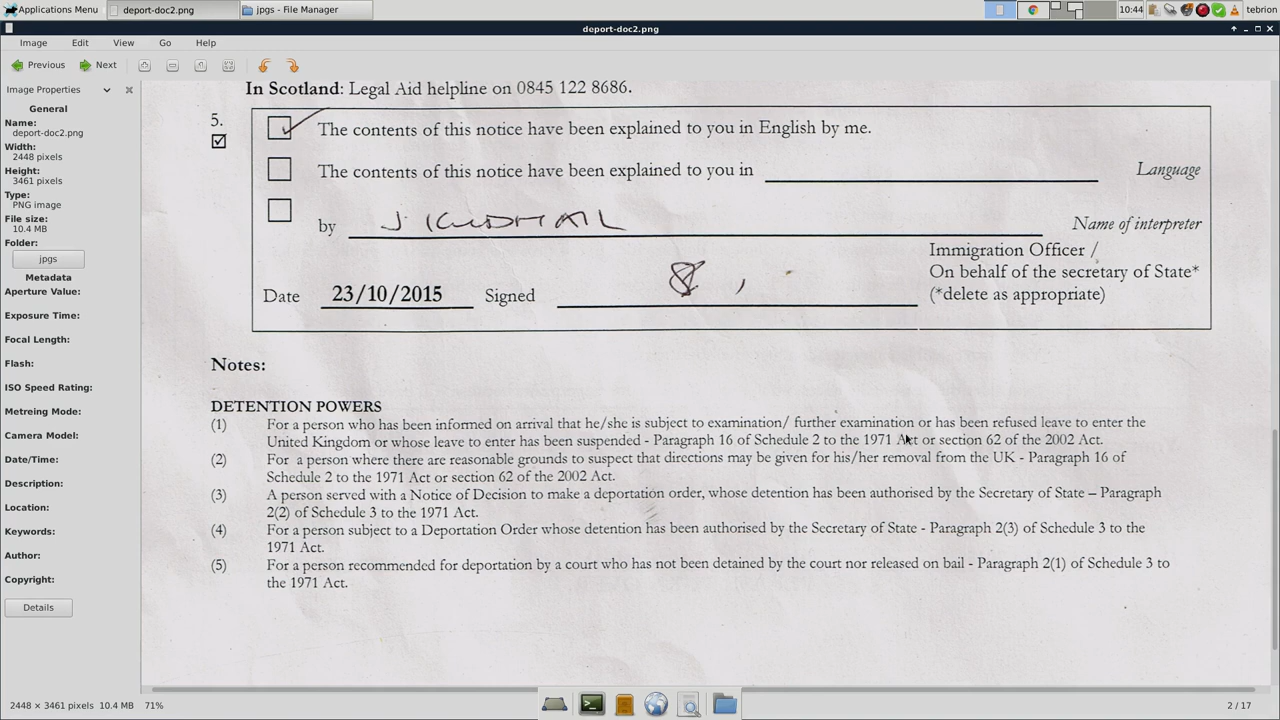 Applications Menu
deport-doc2.png
jpgs - File Manager
10:44
tebrion
deport-doc2.png
Image Edit View Go Help
Previous Next
Image Properties
General
Name:
deport-doc2.png
Width:
2448 pixels
Height:
3461 pixels
Type:
PNG image
File size:
10.4 MB
Folder:
jpgs
Metadata
Aperture Value:
Exposure Time:
Focal Length:
Flash:
ISO Speed Rating:
Metreing Mode:
Camera Model:
Date/Time:
Description:
Location:
Keywords:
Author:
Copyright:
Details
In Scotland: Legal Aid helpline on 0845 122 8686.
5.
The contents of this notice have been explained to you in English by me.
The contents of this notice have been explained to you in Language
by Name of interpreter
Immigration Officer /
On behalf of the secretary of State*
(*delete as appropriate)
Date 23/10/2015 Signed
Notes:
DETENTION POWERS
(1) For a person who has been informed on arrival that he/she is subject to examination/ further examination or has been refused leave to enter the
United Kingdom or whose leave to enter has been suspended - Paragraph 16 of Schedule 2 to the 1971 Act or section 62 of the 2002 Act.
(2) For a person where there are reasonable grounds to suspect that directions may be given for his/her removal from the UK - Paragraph 16 of
Schedule 2 to the 1971 Act or section 62 of the 2002 Act.
(3) A person served with a Notice of Decision to make a deportation order, whose detention has been authorised by the Secretary of State – Paragraph
2(2) of Schedule 3 to the 1971 Act.
(4) For a person subject to a Deportation Order whose detention has been authorised by the Secretary of State - Paragraph 2(3) of Schedule 3 to the
1971 Act.
(5) For a person recommended for deportation by a court who has not been detained by the court nor released on bail - Paragraph 2(1) of Schedule 3 to
the 1971 Act.
2448 × 3461 pixels 10.4 MB 71%
2 / 17